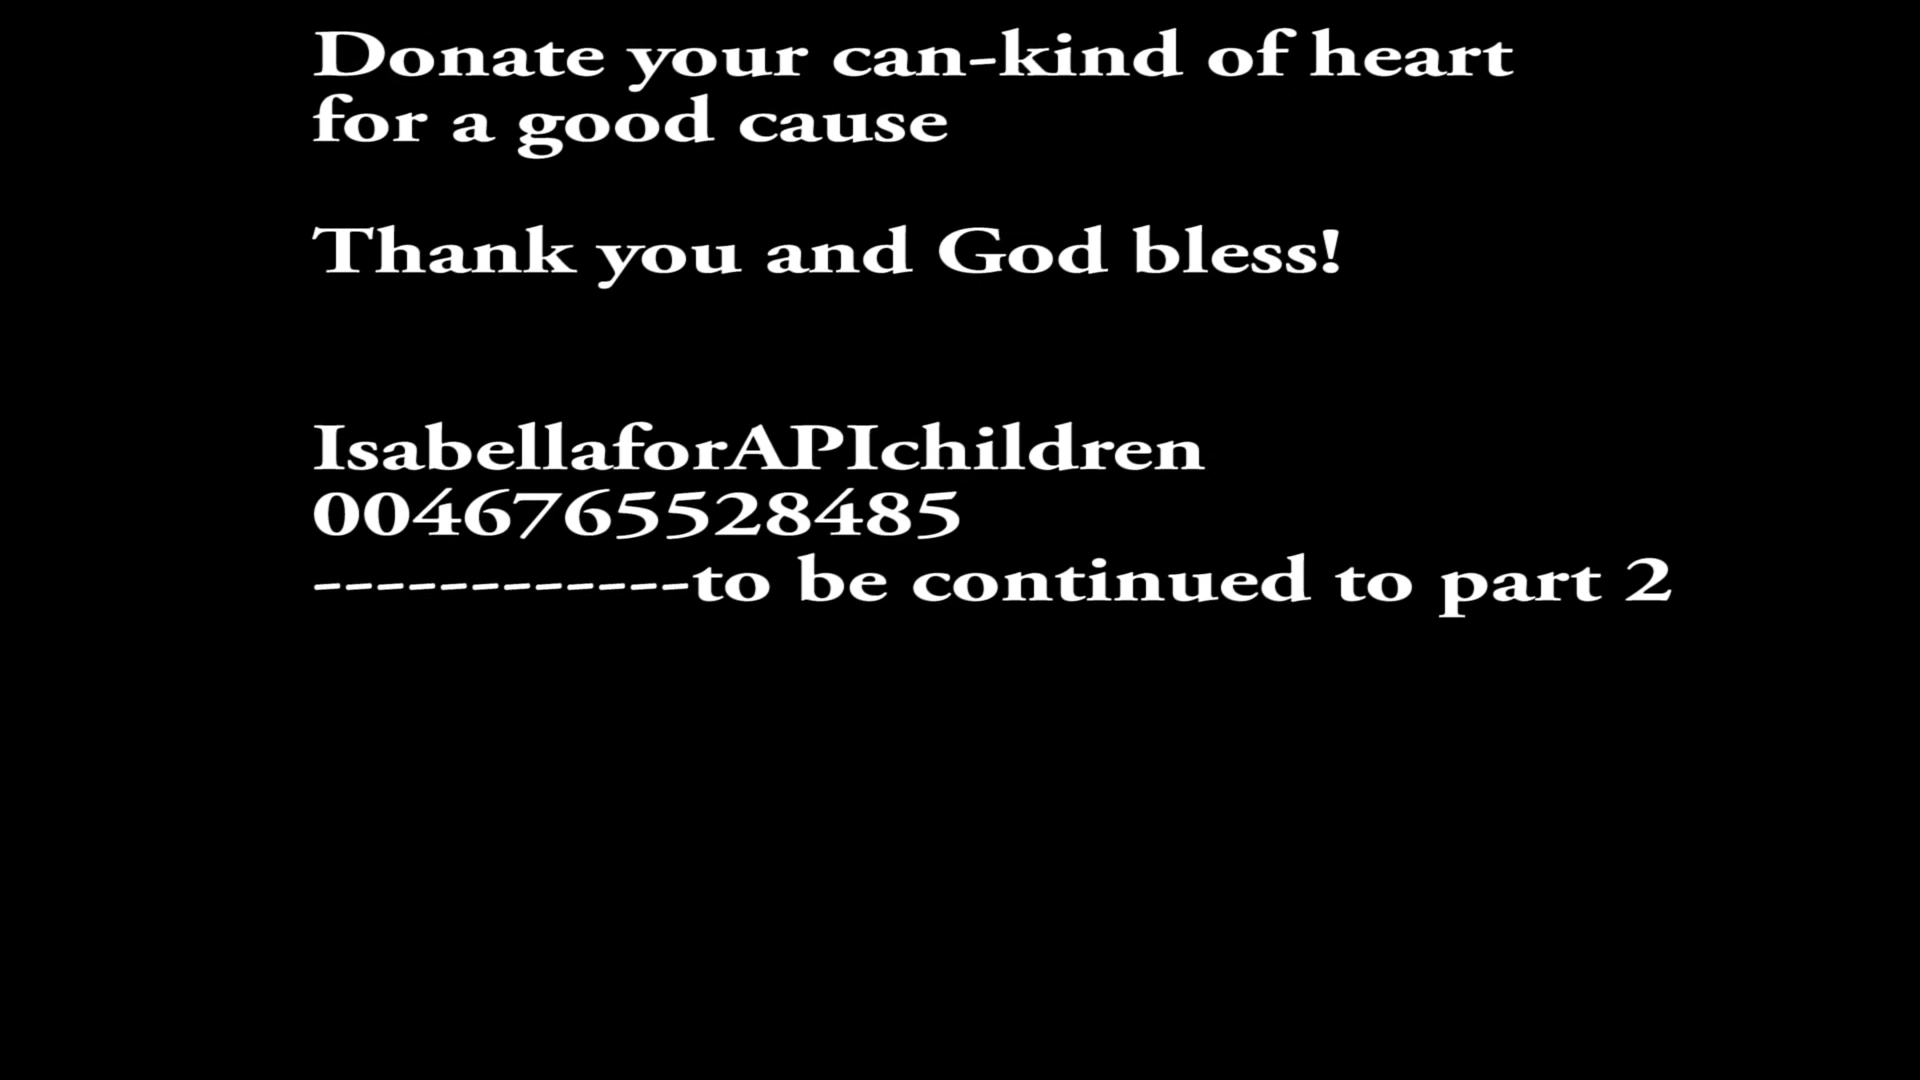 Donate your can-kind of heart
for a good cause
Thank you and God bless!
IsabellaforAPIchildren
0046765528485
------------to be continued to part 2